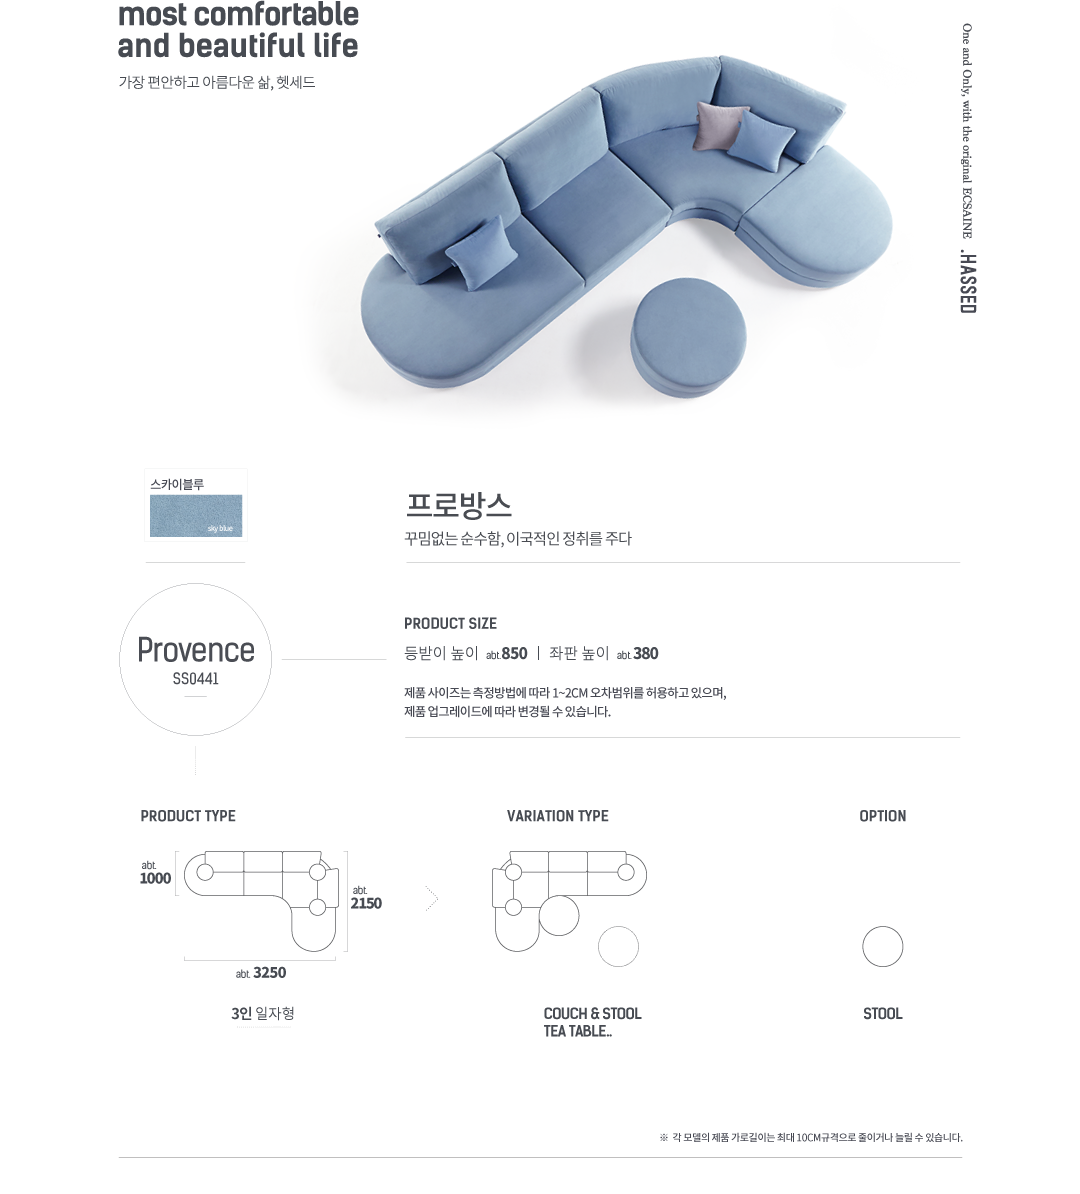 most comfortable
and beautiful life
가장 편안하고 아름다운 삶, 헷세드
One and Only, with the original ECSAINE .HASSED
스카이블루
sky blue
프로방스
꾸밈없는 순수함, 이국적인 정취를 주다
Provence
SS0441
PRODUCT SIZE
등받이 높이 abt.850 | 좌판 높이 abt.380
제품 사이즈는 측정방법에 따라 1~2CM 오차범위를 허용하고 있으며,
제품 업그레이드에 따라 변경될 수 있습니다.
PRODUCT TYPE
abt.
1000
abt.
2150
abt. 3250
3인 일자형
VARIATION TYPE
COUCH & STOOL
TEA TABLE..
OPTION
STOOL
※ 각 모델의 제품 가로길이는 최대 10CM규격으로 줄이거나 늘릴 수 있습니다.